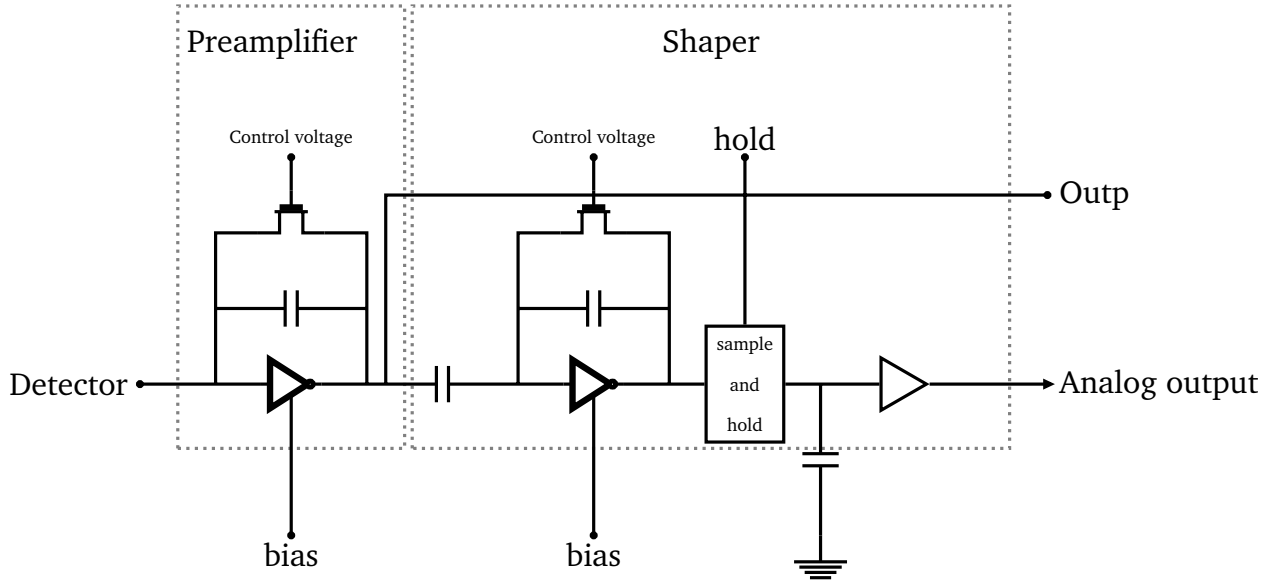 Preamplifier
Shaper
Control voltage
Control voltage
hold
Outp
sample
and
hold
Detector
Analog output
bias
bias